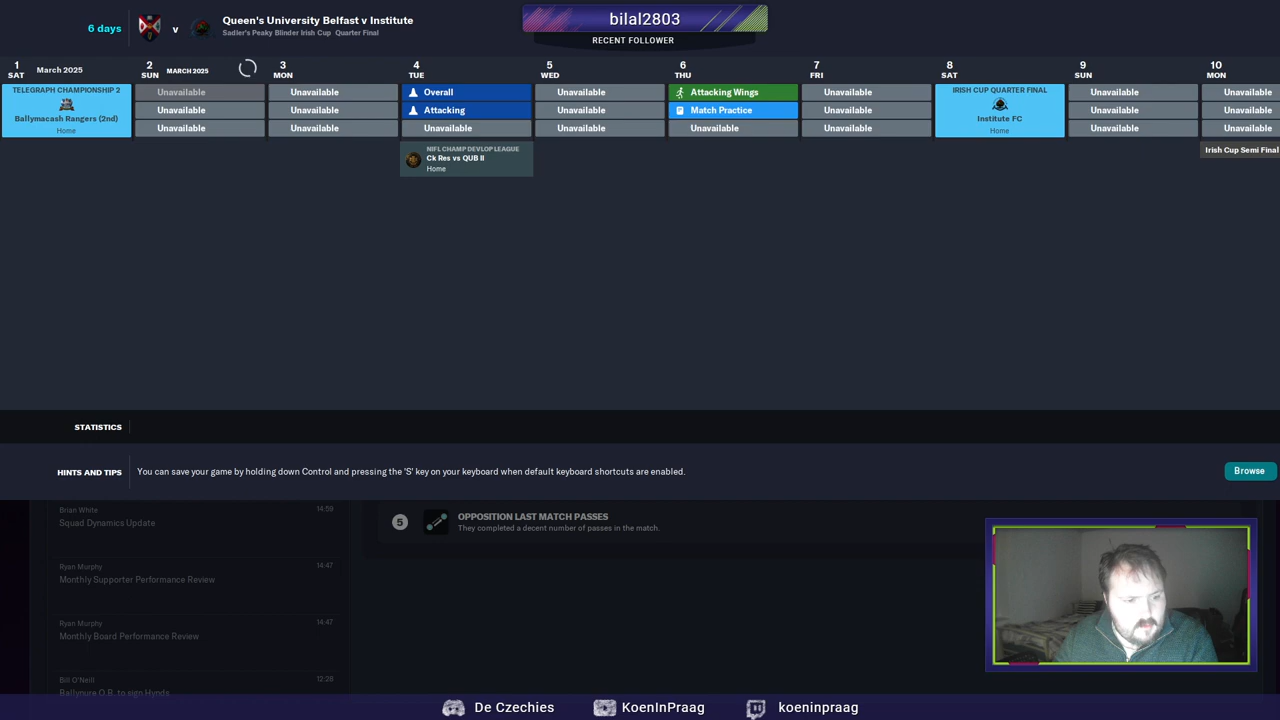 6 days
v
Queen's University Belfast v Institute
Sadler's Peaky Blinder Irish Cup Quarter Final
bilal2803
RECENT FOLLOWER
1 SAT March 2025
2 SUN MARCH 2025
3 MON
4 TUE
5 WED
6 THU
7 FRI
8 SAT
9 SUN
10 MON
TELEGRAPH CHAMPIONSHIP 2
Ballymacash Rangers (2nd)
Home
Unavailable
Unavailable
Unavailable
Unavailable
Unavailable
Unavailable
Overall
Attacking
Unavailable
NIFL CHAMP DEVLOP LEAGUE
Ck Res vs QUB II
Home
Unavailable
Unavailable
Unavailable
Attacking Wings
Match Practice
Unavailable
Unavailable
Unavailable
Unavailable
IRISH CUP QUARTER FINAL
Institute FC
Home
Unavailable
Unavailable
Unavailable
Unavailable
Unavailable
Unavailable
Irish Cup Semi Final
STATISTICS
HINTS AND TIPS
You can save your game by holding down Control and pressing the 'S' key on your keyboard when default keyboard shortcuts are enabled.
Browse
Brian White 14:59
Squad Dynamics Update
Ryan Murphy 14:47
Monthly Supporter Performance Review
Ryan Murphy 14:47
Monthly Board Performance Review
Bill O'Neill 12:28
Ballynure O.B. to sign Hynds
5
OPPOSITION LAST MATCH PASSES
They completed a decent number of passes in the match.
De Czechies
KoenInPraag
koeninpraag